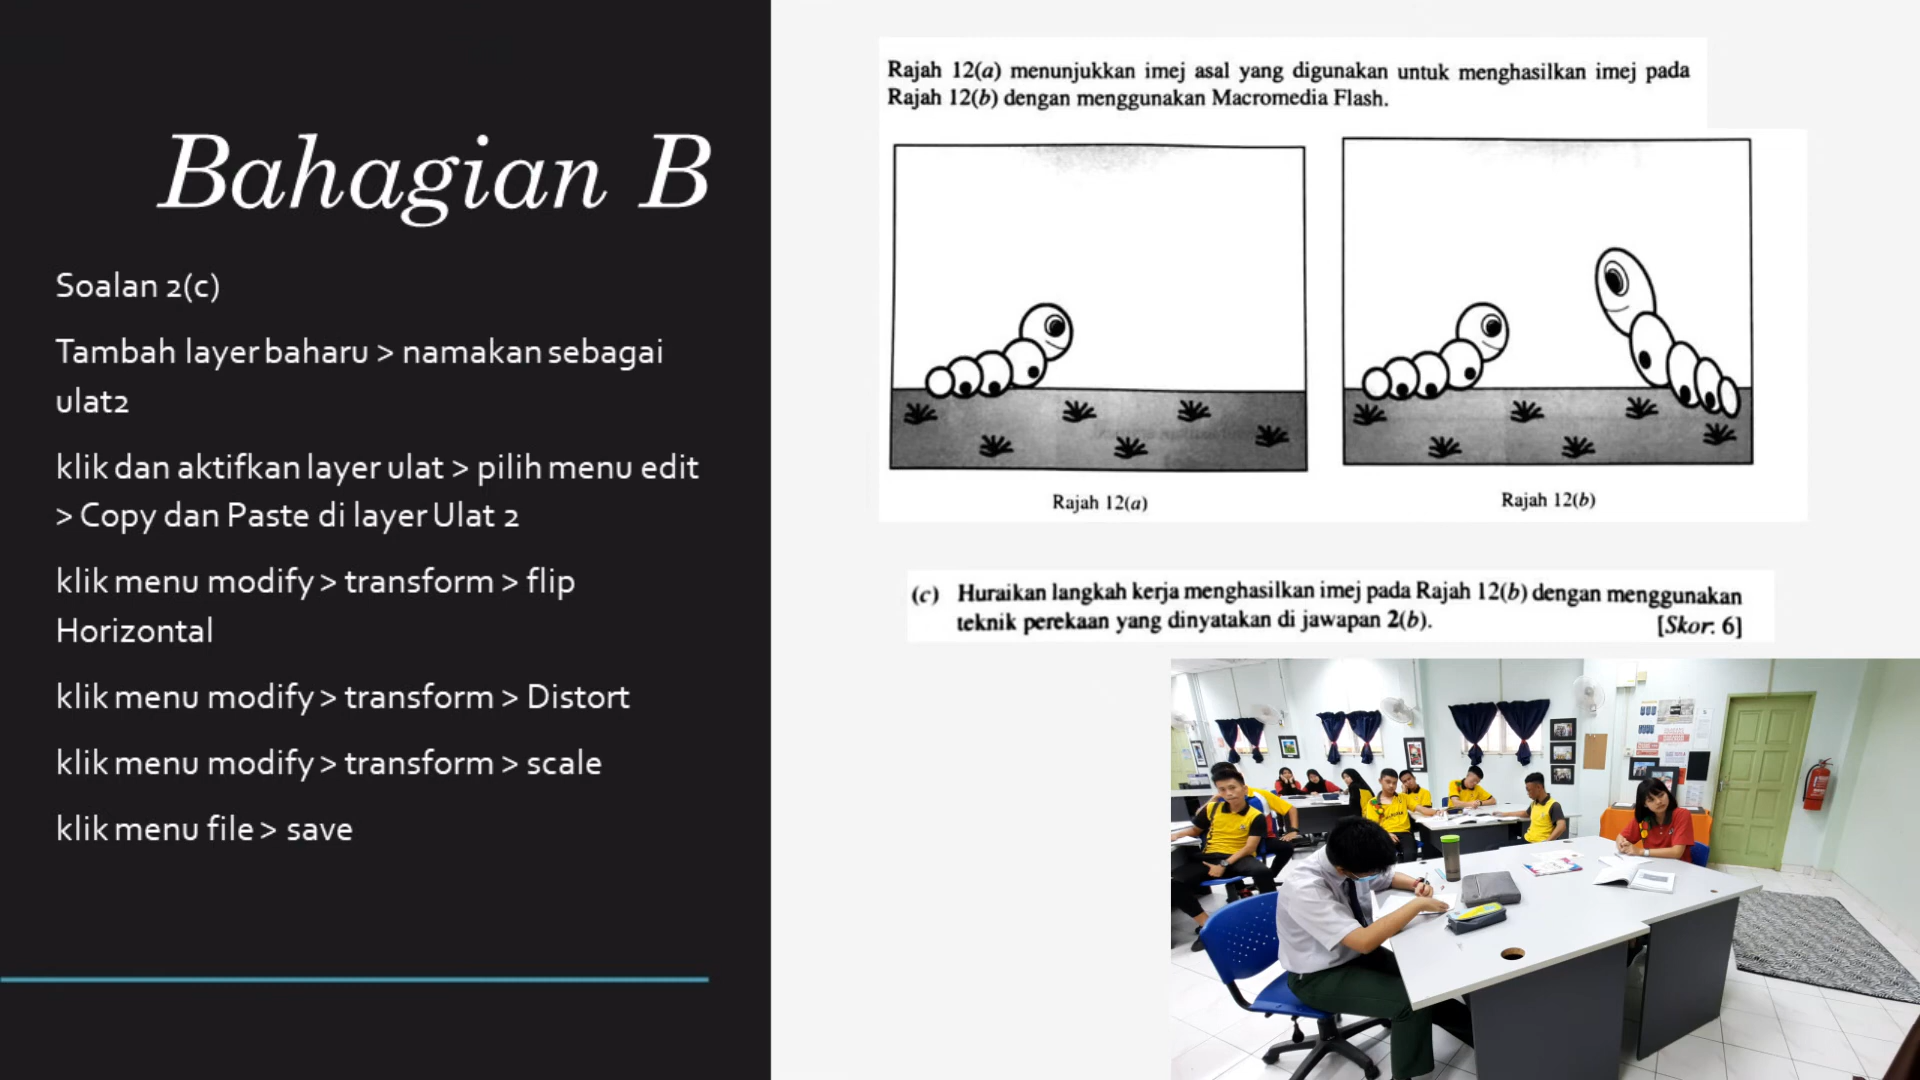 Bahagian B
Soalan 2(c)
Tambah layer baharu > namakan sebagai
ulat2
klik dan aktifkan layer ulat > pilih menu edit
> Copy dan Paste di layer Ulat 2
klik menu modify > transform > flip
Horizontal
klik menu modify > transform > Distort
klik menu modify > transform > scale
klik menu file > save
Rajah 12(a) menunjukkan imej asal yang digunakan untuk menghasilkan imej pada
Rajah 12(b) dengan menggunakan Macromedia Flash.
Rajah 12(a)
Rajah 12(b)
(c) Huraikan langkah kerja menghasilkan imej pada Rajah 12(b) dengan menggunakan
teknik perekaan yang dinyatakan di jawapan 2(b).
[Skor: 6]